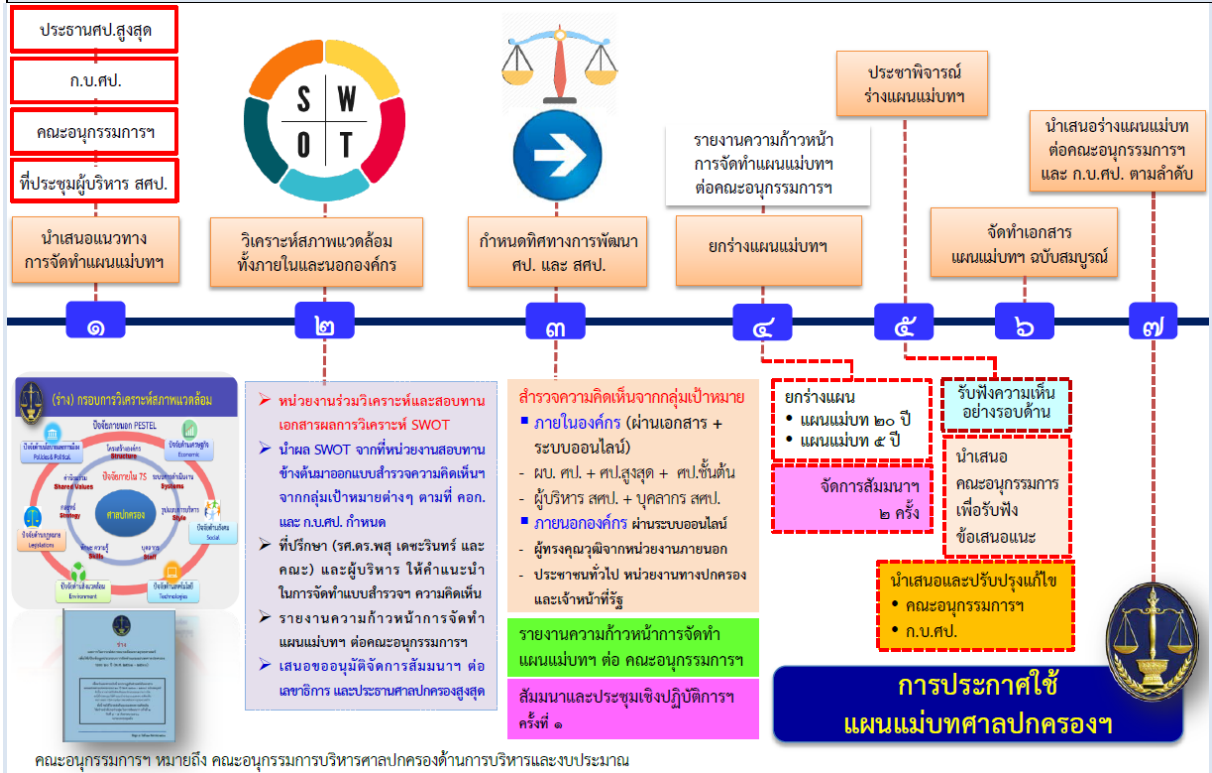 ประธานศป.สูงสุด
ก.บ.ศป.
คณะอนุกรรมการฯ
ที่ประชุมผู้บริหาร สศป.
นำเสนอแนวทาง
การจัดทำแผนแม่บทฯ
S W
O T
วิเคราะห์สภาพแวดล้อม
ทั้งภายในและนอกองค์กร
กำหนดทิศทางการพัฒนา
ศป. และ สศป.
รายงานความก้าวหน้า
การจัดทำแผนแม่บทฯ
ต่อคณะอนุกรรมการฯ
ยกร่างแผนแม่บทฯ
ประชาพิจารณ์
ร่างแผนแม่บทฯ
จัดทำเอกสาร
แผนแม่บทฯ ฉบับสมบูรณ์
นำเสนอร่างแผนแม่บท
ต่อคณะอนุกรรมการฯ
และ ก.บ.ศป. ตามลำดับ
๑ ๒ ๓ ๔ ๕ ๖ ๗
(ร่าง) กรอบการวิเคราะห์สภาพแวดล้อม
ปัจจัยภายนอก PESTEL
โครงสร้างองค์กร
Structure
ปัจจัยภายใน 7S
Economic
Shared Values
Systems
ศาลปกครอง
Strategy
Style
Social
Skills
Staff
Environment
Technologies
ร่าง
➢ หน่วยงานร่วมวิเคราะห์และสอบทาน
เอกสารผลการวิเคราะห์ SWOT
➢ นำผล SWOT จากที่หน่วยงานสอบทาน
ข้างต้นมาออกแบบสำรวจความคิดเห็นฯ
จากกลุ่มเป้าหมายต่างๆ ตามที่ คอก.
และ ก.บ.ศป. กำหนด
➢ ที่ปรึกษา (รศ.ดร.พสุ เดชะรินทร์ และ
คณะ) และผู้บริหาร ให้คำแนะนำ
ในการจัดทำแบบสำรวจฯ ความคิดเห็น
➢ รายงานความก้าวหน้าการจัดทำ
แผนแม่บทฯ ต่อคณะอนุกรรมการฯ
➢ เสนอขออนุมัติจัดการสัมมนาฯ ต่อ
เลขาธิการ และประธานศาลปกครองสูงสุด
สำรวจความคิดเห็นจากกลุ่มเป้าหมาย
▪ ภายในองค์กร (ผ่านเอกสาร +
ระบบออนไลน์)
- ผบ. ศป. + ศป.สูงสุด + ศป.ชั้นต้น
- ผู้บริหาร สศป. + บุคลากร สศป.
▪ ภายนอกองค์กร ผ่านระบบออนไลน์
- ผู้ทรงคุณวุฒิจากหน่วยงานภายนอก
- ประชาชนทั่วไป หน่วยงานทางปกครอง
และเจ้าหน้าที่รัฐ
รายงานความก้าวหน้าการจัดทำ
แผนแม่บทฯ ต่อ คณะอนุกรรมการฯ
สัมมนาและประชุมเชิงปฏิบัติการฯ
ครั้งที่ ๑
ยกร่างแผน
• แผนแม่บท ๒๐ ปี
• แผนแม่บท ๕ ปี
จัดการสัมมนาฯ
๒ ครั้ง
รับฟังความเห็น
อย่างรอบด้าน
นำเสนอ
คณะอนุกรรมการ
เพื่อรับฟัง
ข้อเสนอแนะ
นำเสนอและปรับปรุงแก้ไข
• คณะอนุกรรมการฯ
• ก.บ.ศป.
การประกาศใช้
แผนแม่บทศาลปกครองฯ
คณะอนุกรรมการฯ หมายถึง คณะอนุกรรมการบริหารศาลปกครองด้านการบริหารและงบประมาณ